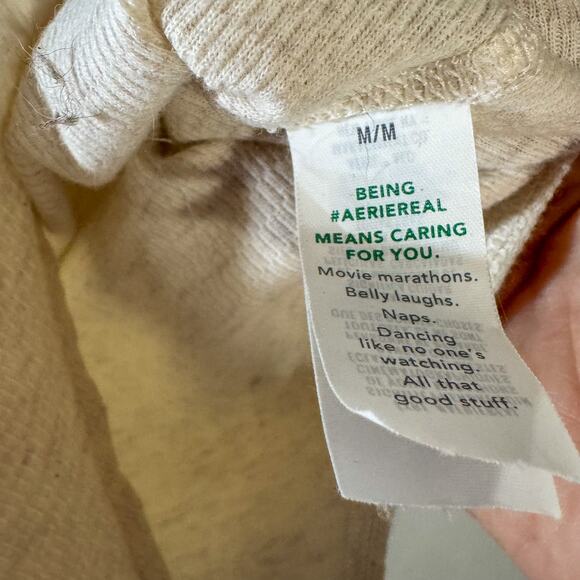 M/M
BEING
#AERIEREAL
MEANS CARING
FOR YOU.
Movie marathons.
Belly laughs.
Naps.
Dancing
like no one's
watching.
All that
good stuff.